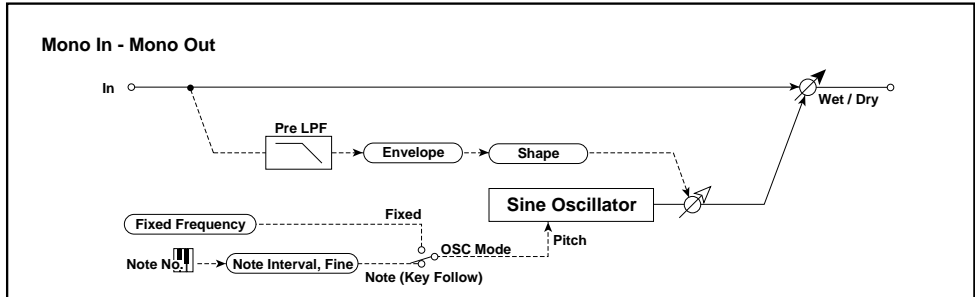 Mono In - Mono Out
In
Wet / Dry
Pre LPF
Envelope
Shape
Sine Oscillator
Fixed Frequency
Fixed
OSC Mode
Pitch
Note No.
Note Interval, Fine
Note (Key Follow)